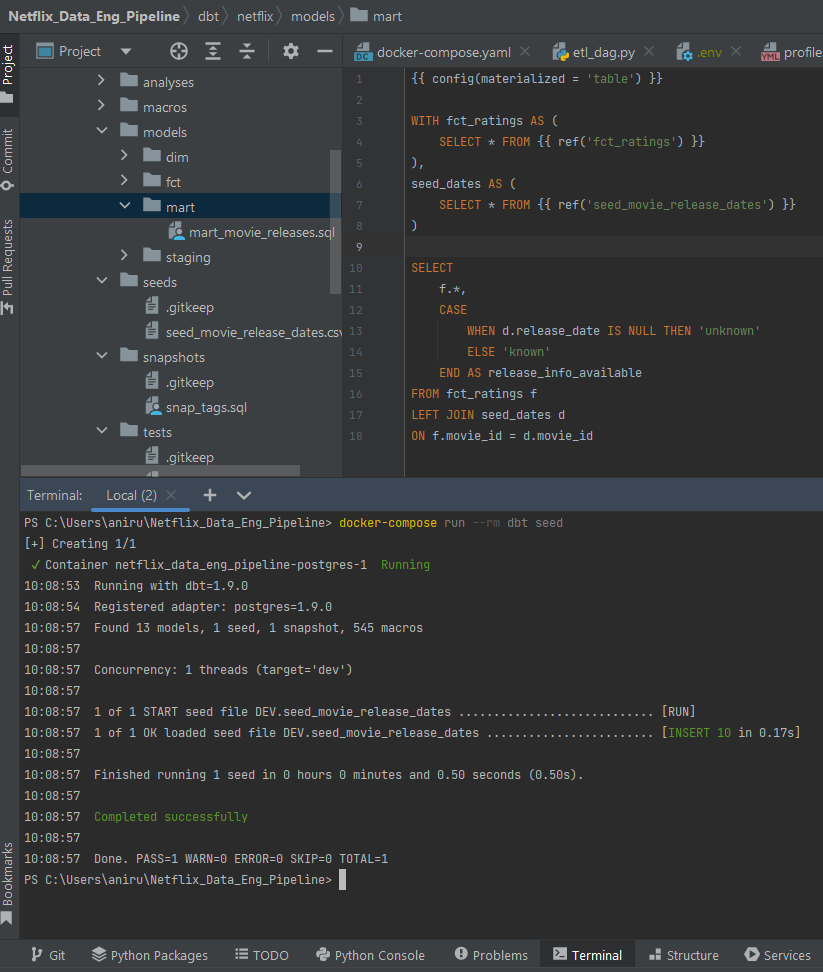 Netflix_Data_Eng_Pipeline
dbt
netflix
models
mart
Project
Commit
Pull Requests
Bookmarks
Project
docker-compose.yaml
etl_dag.py
.env
analyses
macros
models
dim
fct
mart
mart_movie_releases.sql
staging
seeds
.gitkeep
seed_movie_release_dates.csv
snapshots
.gitkeep
snap_tags.sql
tests
.gitkeep
1 {{ config(materialized = 'table') }}
2
3 WITH fct_ratings AS (
4 SELECT * FROM {{ ref('fct_ratings') }}
5 ),
6 seed_dates AS (
7 SELECT * FROM {{ ref('seed_movie_release_dates') }}
8 )
9
10 SELECT
11 f.*,
12 CASE
13 WHEN d.release_date IS NULL THEN 'unknown'
14 ELSE 'known'
15 END AS release_info_available
16 FROM fct_ratings f
17 LEFT JOIN seed_dates d
18 ON f.movie_id = d.movie_id
Terminal:
Local (2)
PS C:\Users\aniru\Netflix_Data_Eng_Pipeline> docker-compose run --rm dbt seed
[+] Creating 1/1
✓ Container netflix_data_eng_pipeline-postgres-1 Running
10:08:53 Running with dbt=1.9.0
10:08:54 Registered adapter: postgres=1.9.0
10:08:57 Found 13 models, 1 seed, 1 snapshot, 545 macros
10:08:57
10:08:57 Concurrency: 1 threads (target='dev')
10:08:57
10:08:57 1 of 1 START seed file DEV.seed_movie_release_dates ............................ [RUN]
10:08:57 1 of 1 OK loaded seed file DEV.seed_movie_release_dates ........................ [INSERT 10 in 0.17s]
10:08:57
10:08:57 Finished running 1 seed in 0 hours 0 minutes and 0.50 seconds (0.50s).
10:08:57
10:08:57 Completed successfully
10:08:57
10:08:57 Done. PASS=1 WARN=0 ERROR=0 SKIP=0 TOTAL=1
PS C:\Users\aniru\Netflix_Data_Eng_Pipeline>
Git
Python Packages
TODO
Python Console
Problems
Terminal
Structure
Services